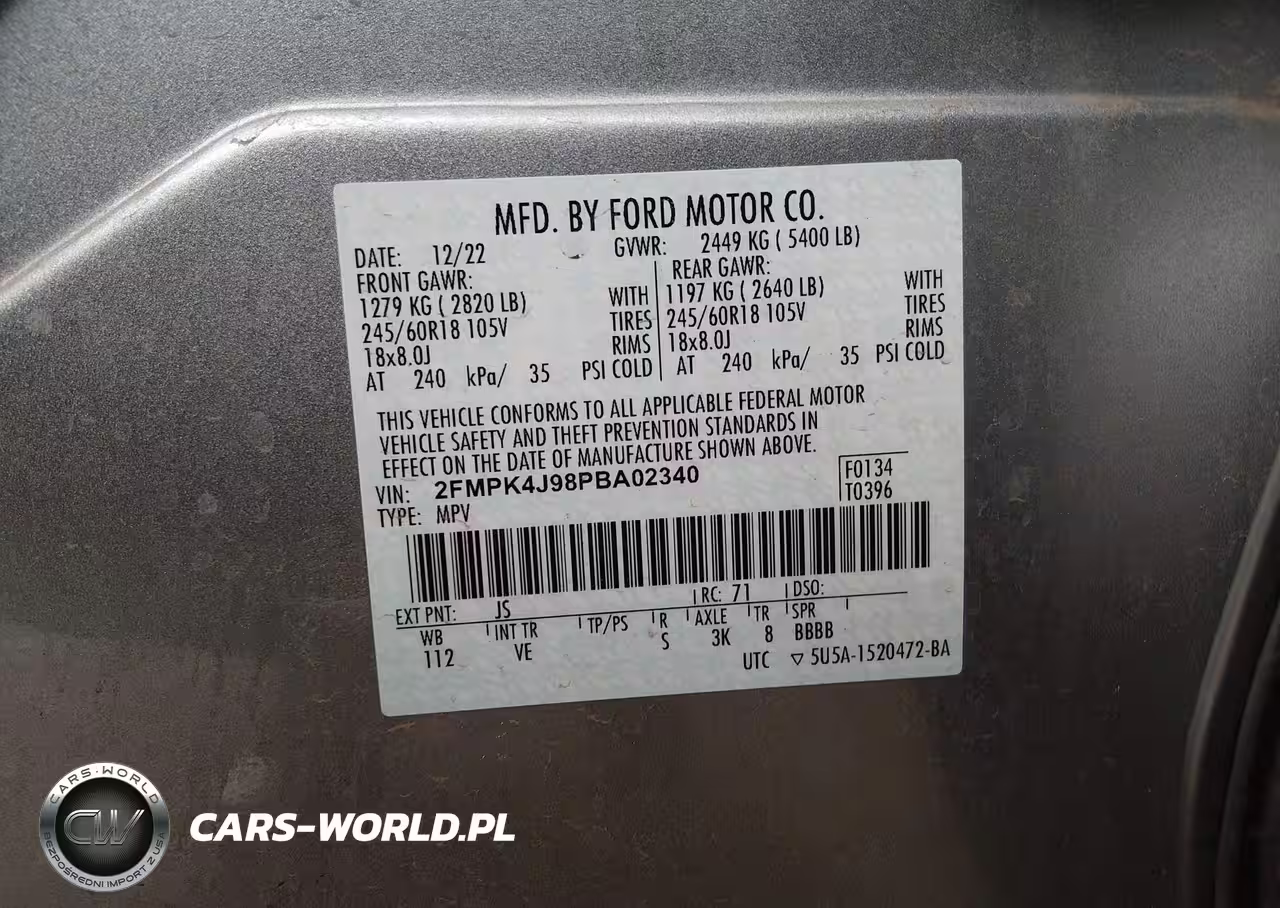 MFD. BY FORD MOTOR CO.
DATE: 12/22 GVWR: 2449 KG ( 5400 LB)
FRONT GAWR: REAR GAWR:
1279 KG ( 2820 LB) WITH 1197 KG ( 2640 LB) WITH
245/60R18 105V TIRES 245/60R18 105V TIRES
18x8.0J RIMS 18x8.0J RIMS
AT 240 kPa/ 35 PSI COLD AT 240 kPa/ 35 PSI COLD
THIS VEHICLE CONFORMS TO ALL APPLICABLE FEDERAL MOTOR
VEHICLE SAFETY AND THEFT PREVENTION STANDARDS IN
EFFECT ON THE DATE OF MANUFACTURE SHOWN ABOVE.
VIN: 2FMPK4J98PBA02340 F0134
TYPE: MPV T0396
EXT PNT: JS RC: 71 DSO:
WB INT TR TP/PS R AXLE TR SPR
112 VE S 3K 8 BBBB
UTC ▽ 5U5A-1520472-BA
CARS-WORLD
CW
BEZPOŚREDNI IMPORT Z USA
CARS-WORLD.PL